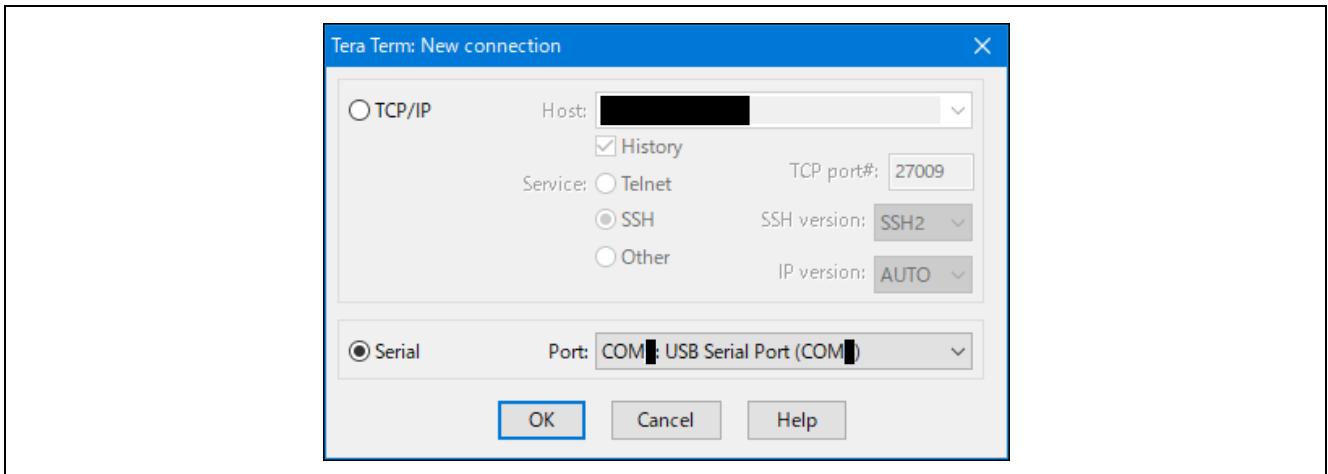 Tera Term: New connection
TCP/IP
Host:
History
Service:
Telnet
TCP port#: 27009
SSH
SSH version: SSH2
Other
IP version: AUTO
Serial
Port: COM : USB Serial Port (COM )
OK
Cancel
Help